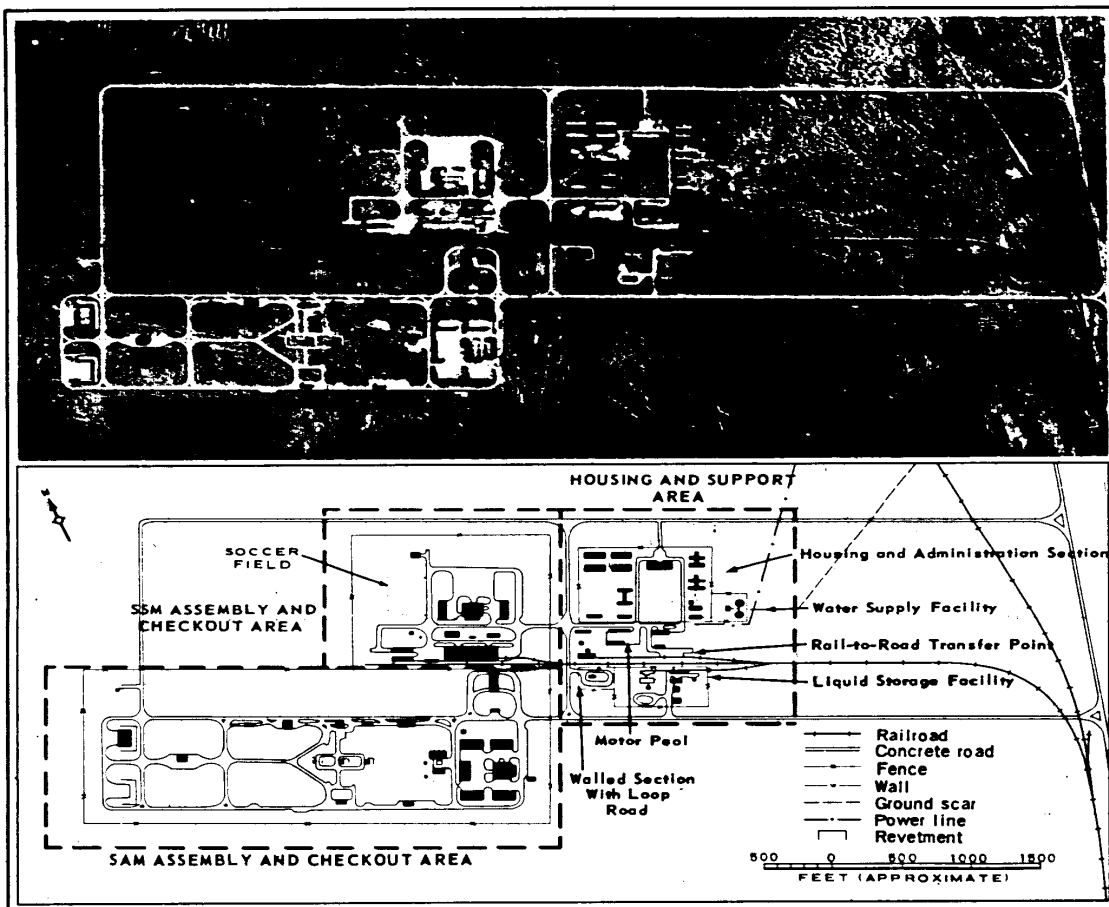 HOUSING AND SUPPORT
AREA
SOCCER
FIELD
Housing and Administration Section
SSM ASSEMBLY AND
CHECKOUT AREA
Water Supply Facility
Rail-to-Road Transfer Point
Liquid Storage Facility
Motor Pool
Walled Section
With Loop
Road
Railroad
Concrete road
Fence
Wall
Ground scar
Power line
Revetment
SAM ASSEMBLY AND CHECKOUT AREA
500 0 500 1000 1500
FEET (APPROXIMATE)